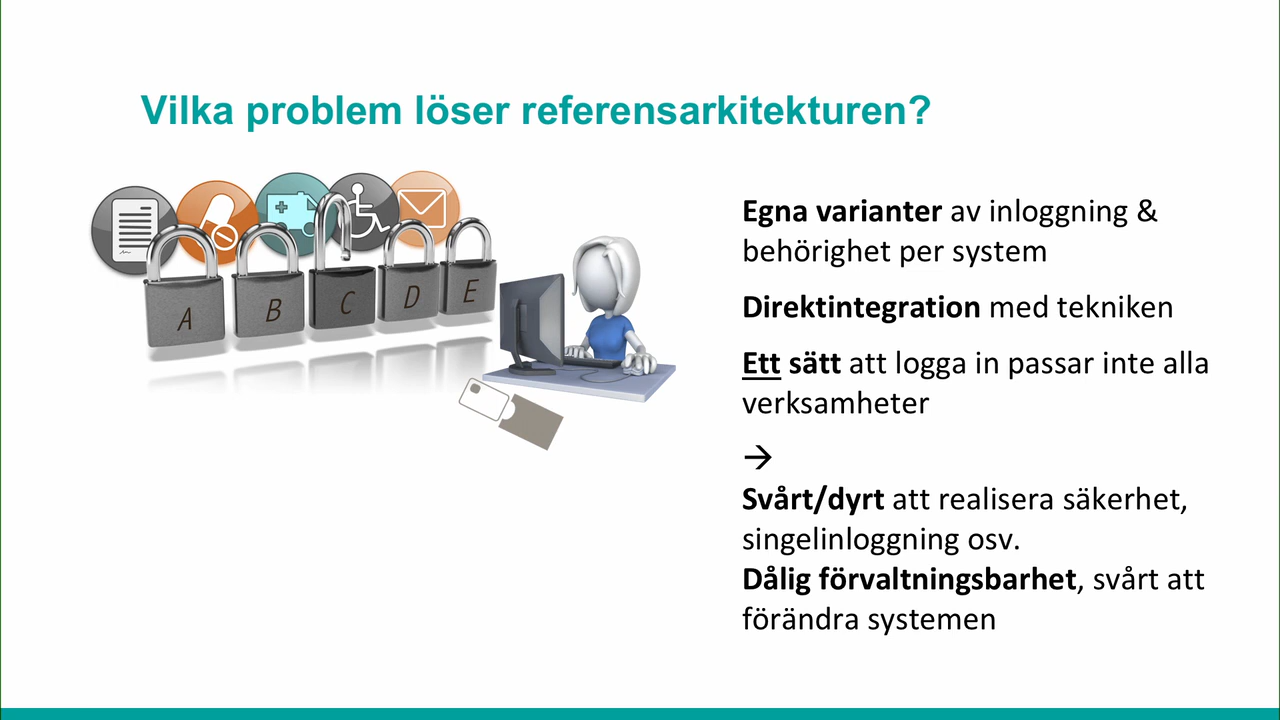 Vilka problem löser referensarkitekturen?
A B C D E
Egna varianter av inloggning &
behörighet per system
Direktintegration med tekniken
Ett sätt att logga in passar inte alla
verksamheter
→
Svårt/dyrt att realisera säkerhet,
singelinloggning osv.
Dålig förvaltningsbarhet, svårt att
förändra systemen